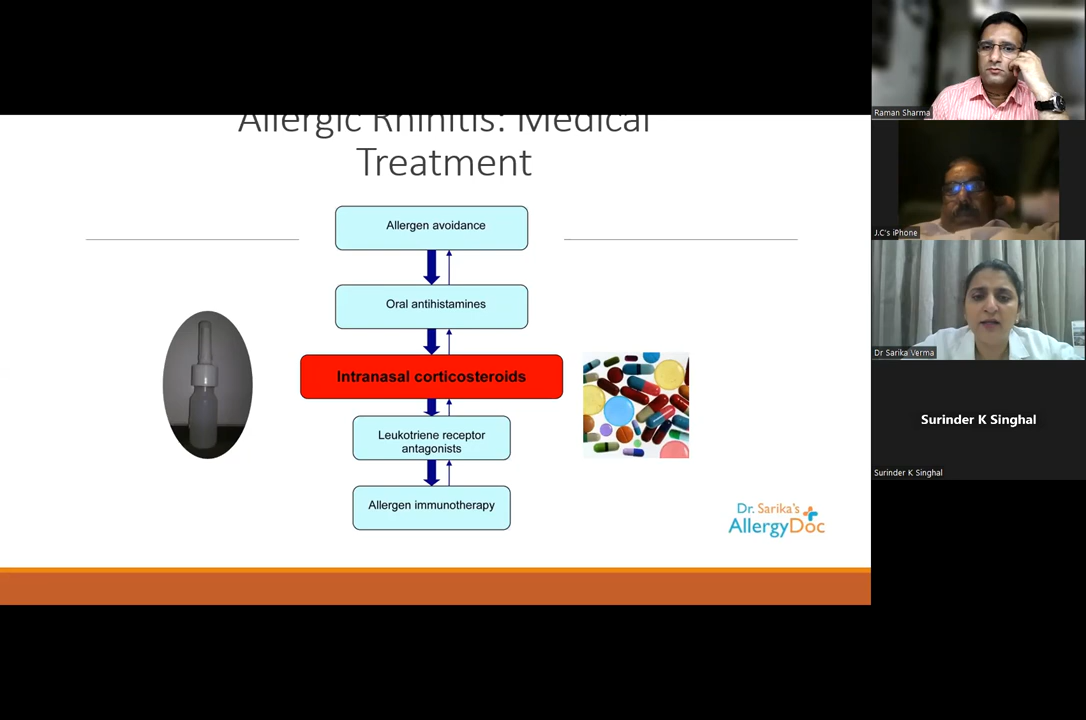 Allergic Rhinitis: Medical
Treatment
Allergen avoidance
Oral antihistamines
Intranasal corticosteroids
Leukotriene receptor
antagonists
Allergen immunotherapy
Dr. Sarika's
AllergyDoc
Raman Sharma
J.C's iPhone
Dr Sarika Verma
Surinder K Singhal
Surinder K Singhal